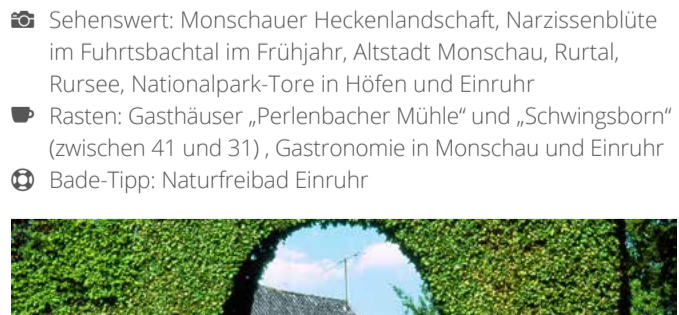 Sehenswert: Monschauer Heckenlandschaft, Narzissenblüte
im Fuhrtsbachtal im Frühjahr, Altstadt Monschau, Rurtal,
Rursee, Nationalpark-Tore in Höfen und Einruhr
Rasten: Gasthäuser „Perlenbacher Mühle“ und „Schwingsborn“
(zwischen 41 und 31) , Gastronomie in Monschau und Einruhr
Bade-Tipp: Naturfreibad Einruhr